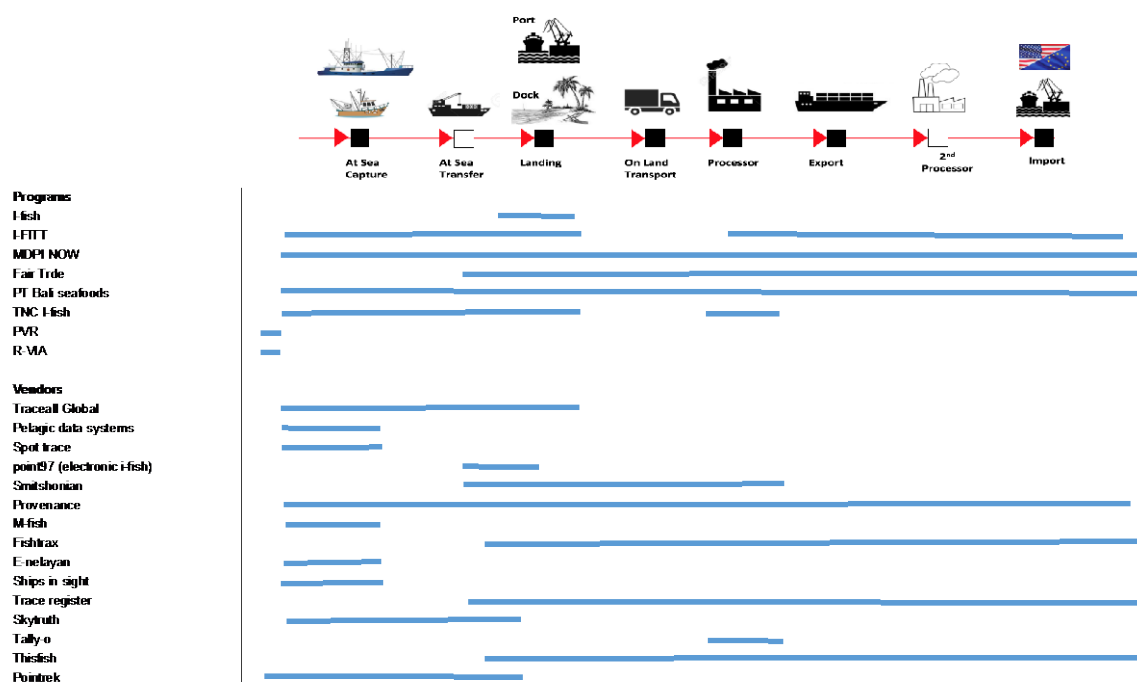 Port
Dock
At Sea
Capture
At Sea
Transfer
Landing
On Land
Transport
Processor
Export
2nd
Processor
Import
Programs
I-fish
I-FITT
MDPI NOW
Fair Trde
PT Bali seafoods
TNC I-fish
PVR
R-VIA
Vendors
Traceall Global
Pelagic data systems
Spot trace
point97 (electronic i-fish)
Smitshonian
Provenance
M-fish
Fishtrax
E-nelayan
Ships in sight
Trace register
Skytruth
Tally-o
Thisfish
Pointrek